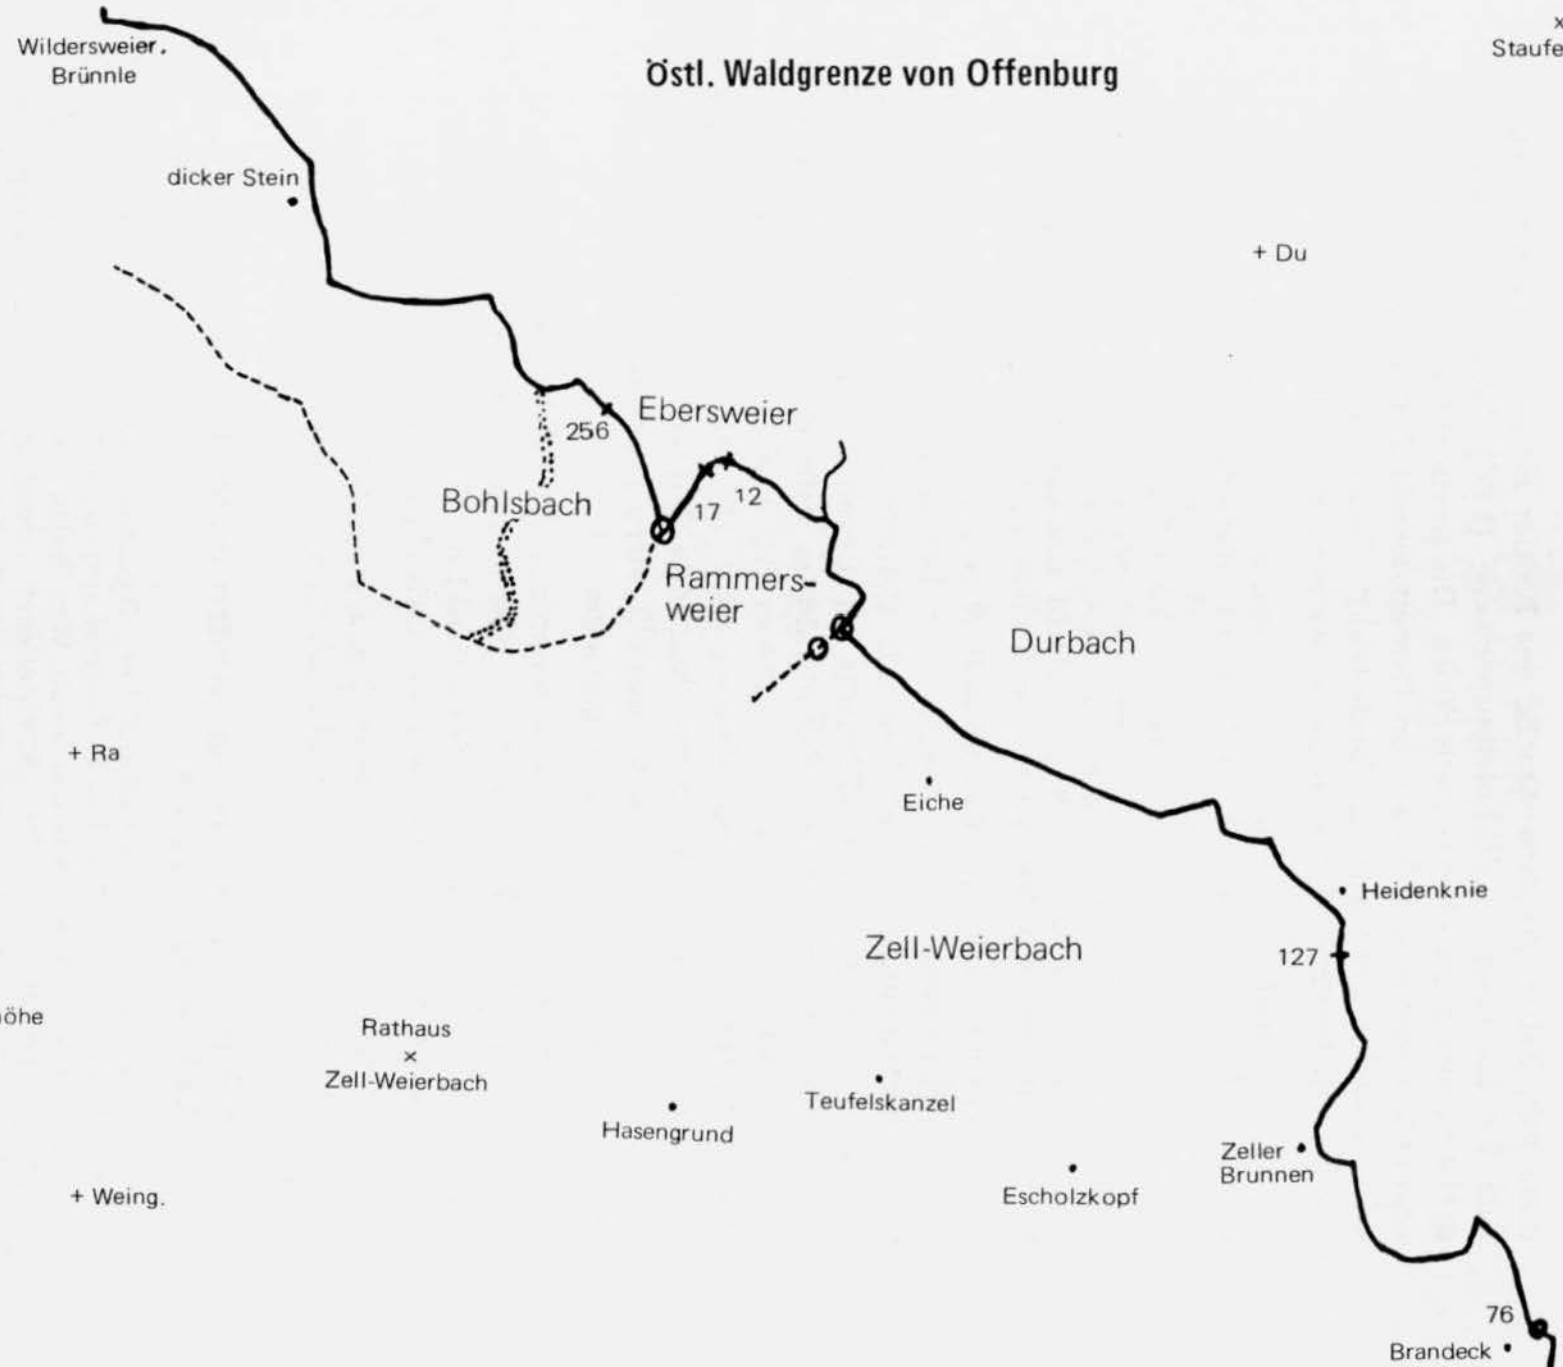 Wildersweier.
Brünnle
Östl. Waldgrenze von Offenburg
×
Staufe
dicker Stein
+ Du
Ebersweier
256
Bohlsbach
12
17
Rammers-
weier
Durbach
+ Ra
Eiche
Heidenknie
Zell-Weierbach
127
öhe
Rathaus
×
Zell-Weierbach
Teufelskanzel
Hasengrund
Zeller
Brunnen
Escholzkopf
+ Weing.
76
Brandeck